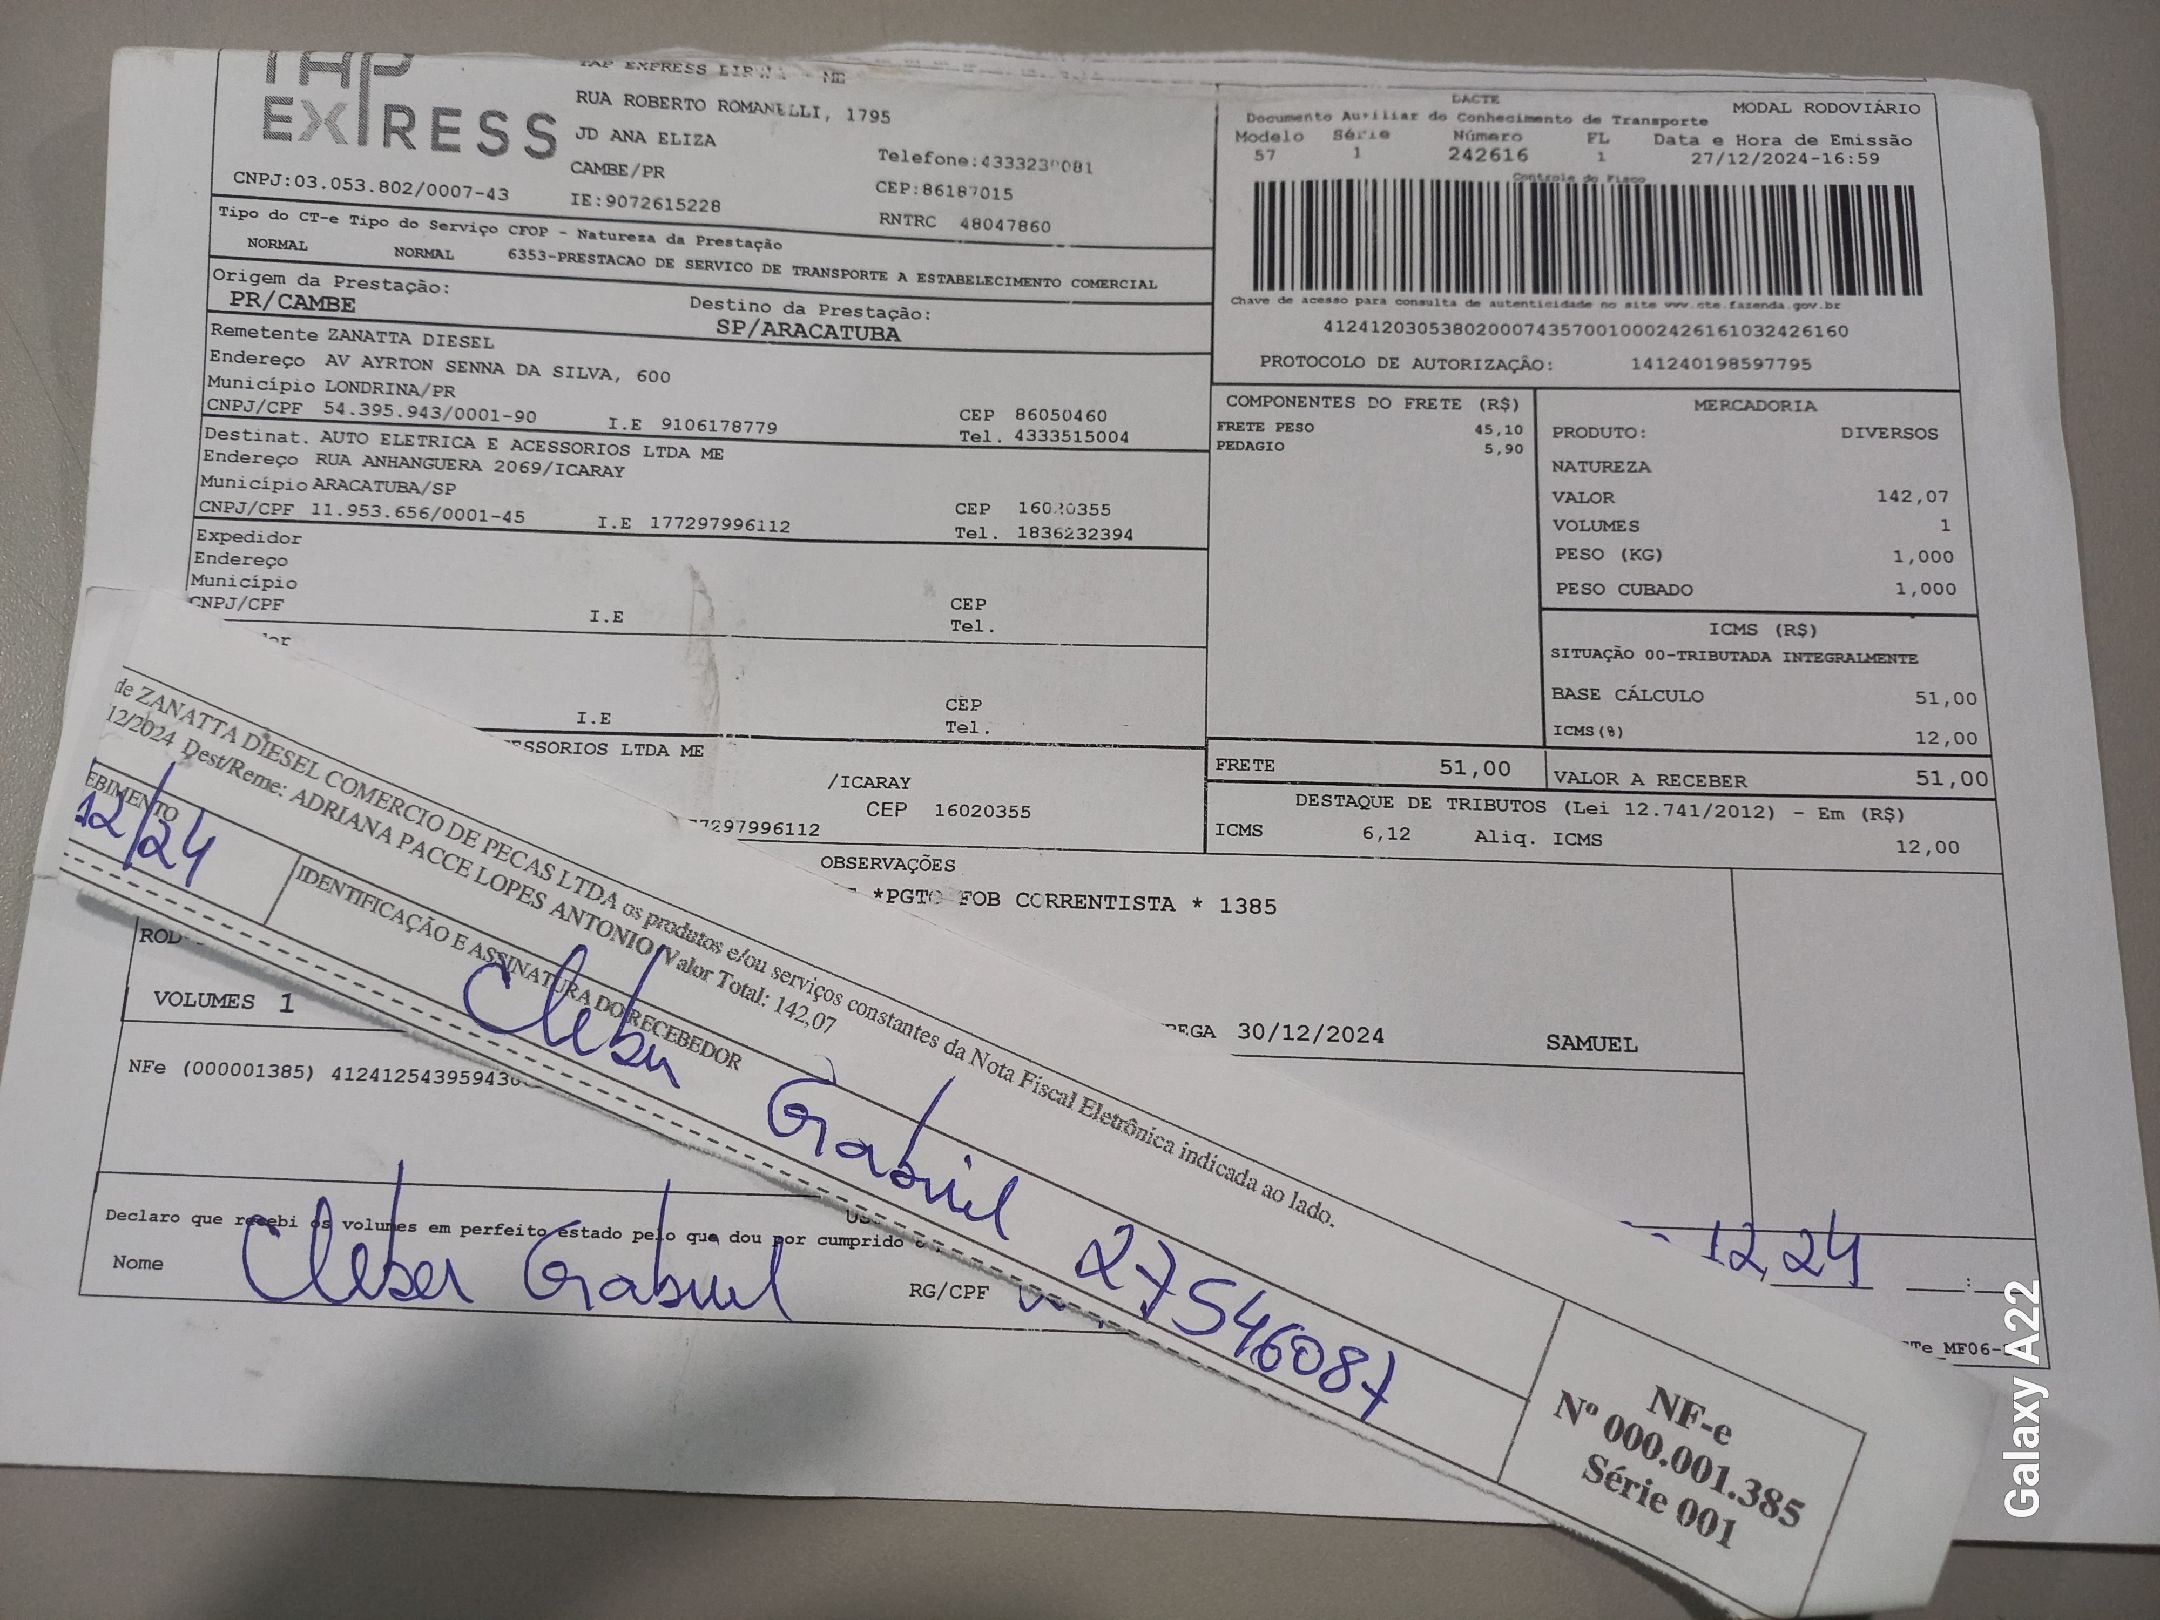 TAP
EXPRESS
TAP EXPRESS ME
RUA ROBERTO ROMANELLI, 1795
JD ANA ELIZA
CAMBE/PR
Telefone:433323 081
CEP:86187015
CNPJ:03.053.802/0007-43
IE:9072615228
RNTRC 48047860
DACTE
MODAL RODOVIÁRIO
Documento Auxiliar do Conhecimento de Transporte
Modelo Série Número FL Data e Hora de Emissão
57 1 242616 1 27/12/2024-16:59
Controle do Fisco
Chave de acesso para consulta de autenticidade no site www.cte.fazenda.gov.br
41241203053802000743570010002426161032426160
PROTOCOLO DE AUTORIZAÇÃO: 141240198597795
Tipo do CT-e Tipo do Serviço CFOP - Natureza da Prestação
NORMAL NORMAL 6353-PRESTACAO DE SERVICO DE TRANSPORTE A ESTABELECIMENTO COMERCIAL
Origem da Prestação: Destino da Prestação:
PR/CAMBE SP/ARACATUBA
Remetente ZANATTA DIESEL
Endereço AV AYRTON SENNA DA SILVA, 600
Município LONDRINA/PR
CEP 86050460
CNPJ/CPF 54.395.943/0001-90 I.E 9106178779 Tel. 4333515004
Destinat. AUTO ELETRICA E ACESSORIOS LTDA ME
Endereço RUA ANHANGUERA 2069/ICARAY
Município ARACATUBA/SP
CEP 16020355
CNPJ/CPF 11.953.656/0001-45 I.E 177297996112 Tel. 1836232394
Expedidor
Endereço
Município
CEP
CNPJ/CPF I.E Tel.
dor
CEP
I.E Tel.
ESSORIOS LTDA ME
/ICARAY
CEP 16020355
77297996112
COMPONENTES DO FRETE (R$)
FRETE PESO 45,10
PEDAGIO 5,90
MERCADORIA
PRODUTO: DIVERSOS
NATUREZA
VALOR 142,07
VOLUMES 1
PESO (KG) 1,000
PESO CUBADO 1,000
ICMS (R$)
SITUAÇÃO 00-TRIBUTADA INTEGRALMENTE
BASE CÁLCULO 51,00
ICMS(%) 12,00
FRETE 51,00 VALOR A RECEBER 51,00
DESTAQUE DE TRIBUTOS (Lei 12.741/2012) - Em (R$)
ICMS 6,12 Aliq. ICMS 12,00
OBSERVAÇÕES
*PGTO FOB CORRENTISTA * 1385
ROD
VOLUMES 1
EGA 30/12/2024 SAMUEL
NFe (000001385) 4124125439594300
Declaro que recebi os volumes em perfeito estado pelo que dou por cumprido
Nome Cleber Gabriel RG/CPF
12 24
:
Te MF06-
de ZANATTA DIESEL COMERCIO DE PECAS LTDA os produtos e/ou serviços constantes da Nota Fiscal Eletrônica indicada ao lado.
12/2024 Dest/Reme: ADRIANA PACCE LOPES ANTONIO Valor Total: 142,07
EBIMENTO
12/24
IDENTIFICAÇÃO E ASSINATURA DO RECEBEDOR
Cleber Gabriel 27546087
NF-e
Nº 000.001.385
Série 001
Galaxy A22